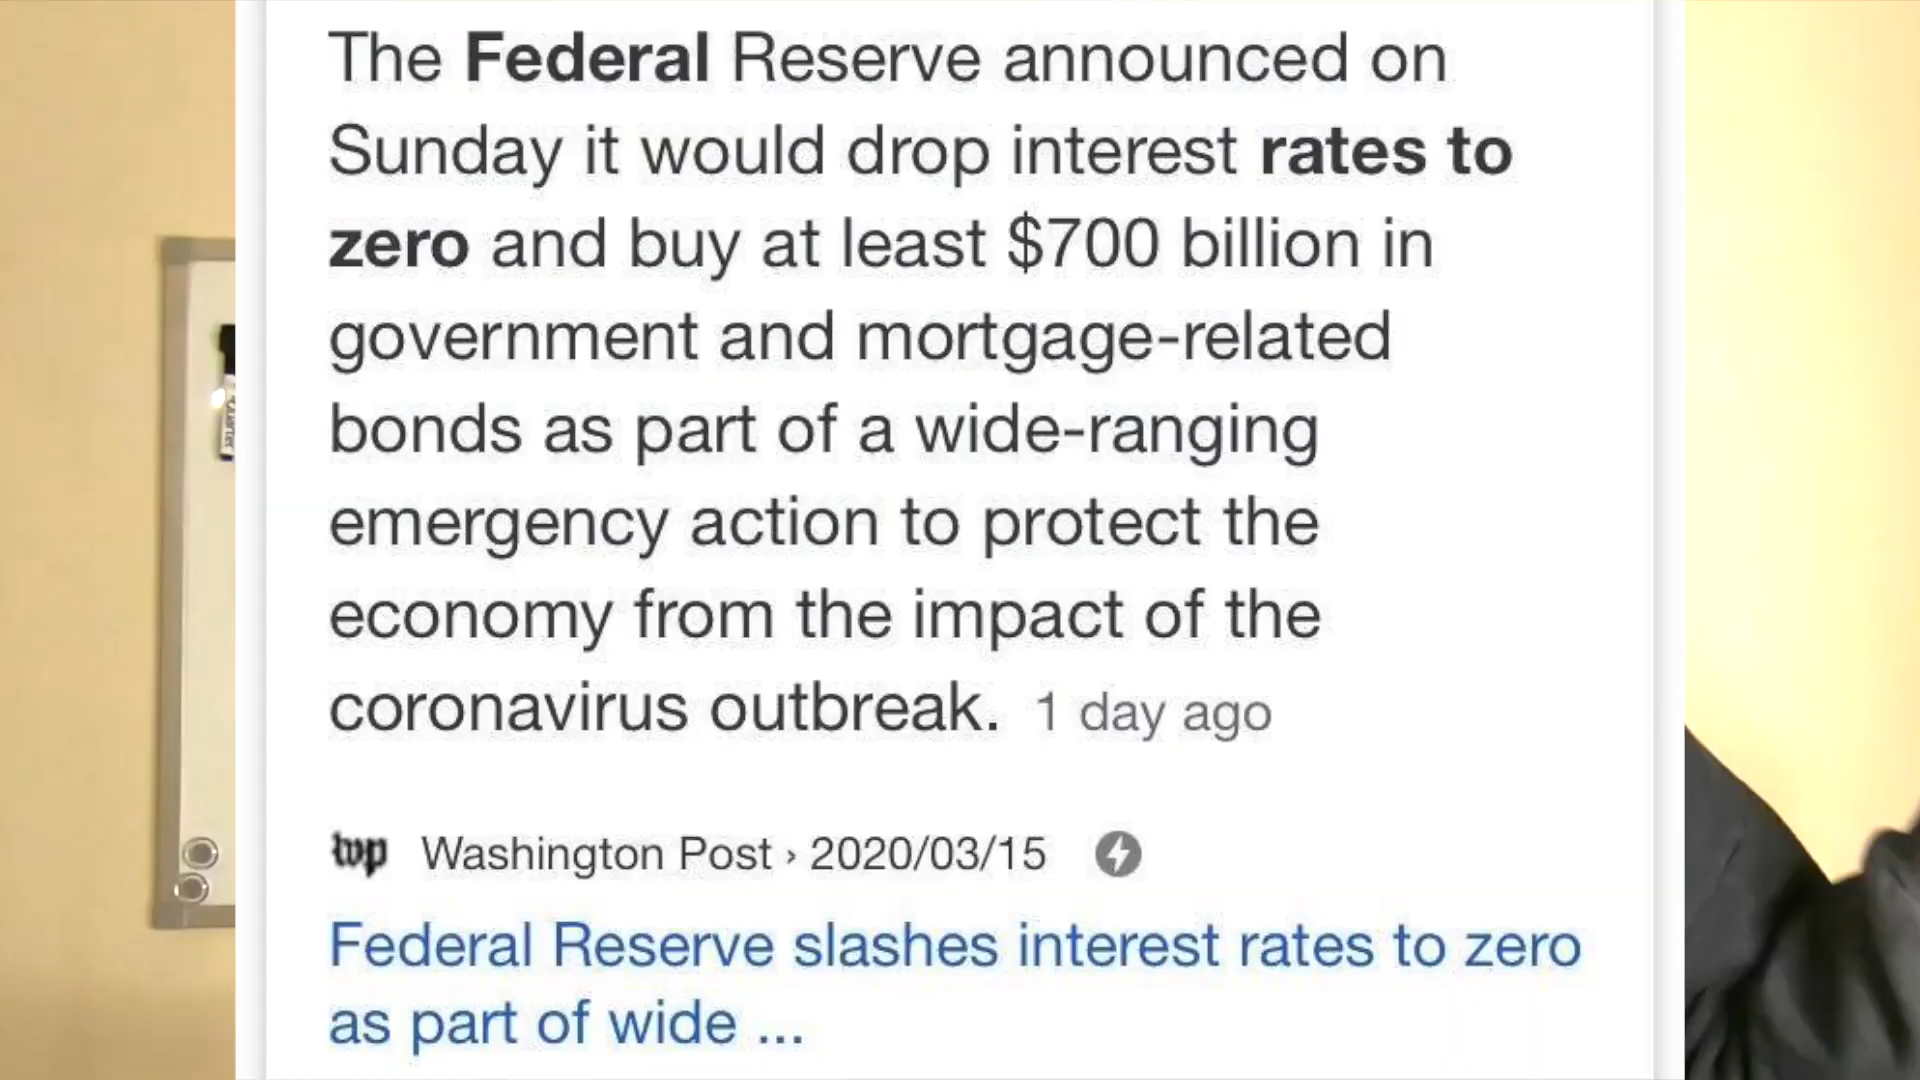 The Federal Reserve announced on
Sunday it would drop interest rates to
zero and buy at least $700 billion in
government and mortgage-related
bonds as part of a wide-ranging
emergency action to protect the
economy from the impact of the
coronavirus outbreak. 1 day ago
wp Washington Post › 2020/03/15
Federal Reserve slashes interest rates to zero
as part of wide ...